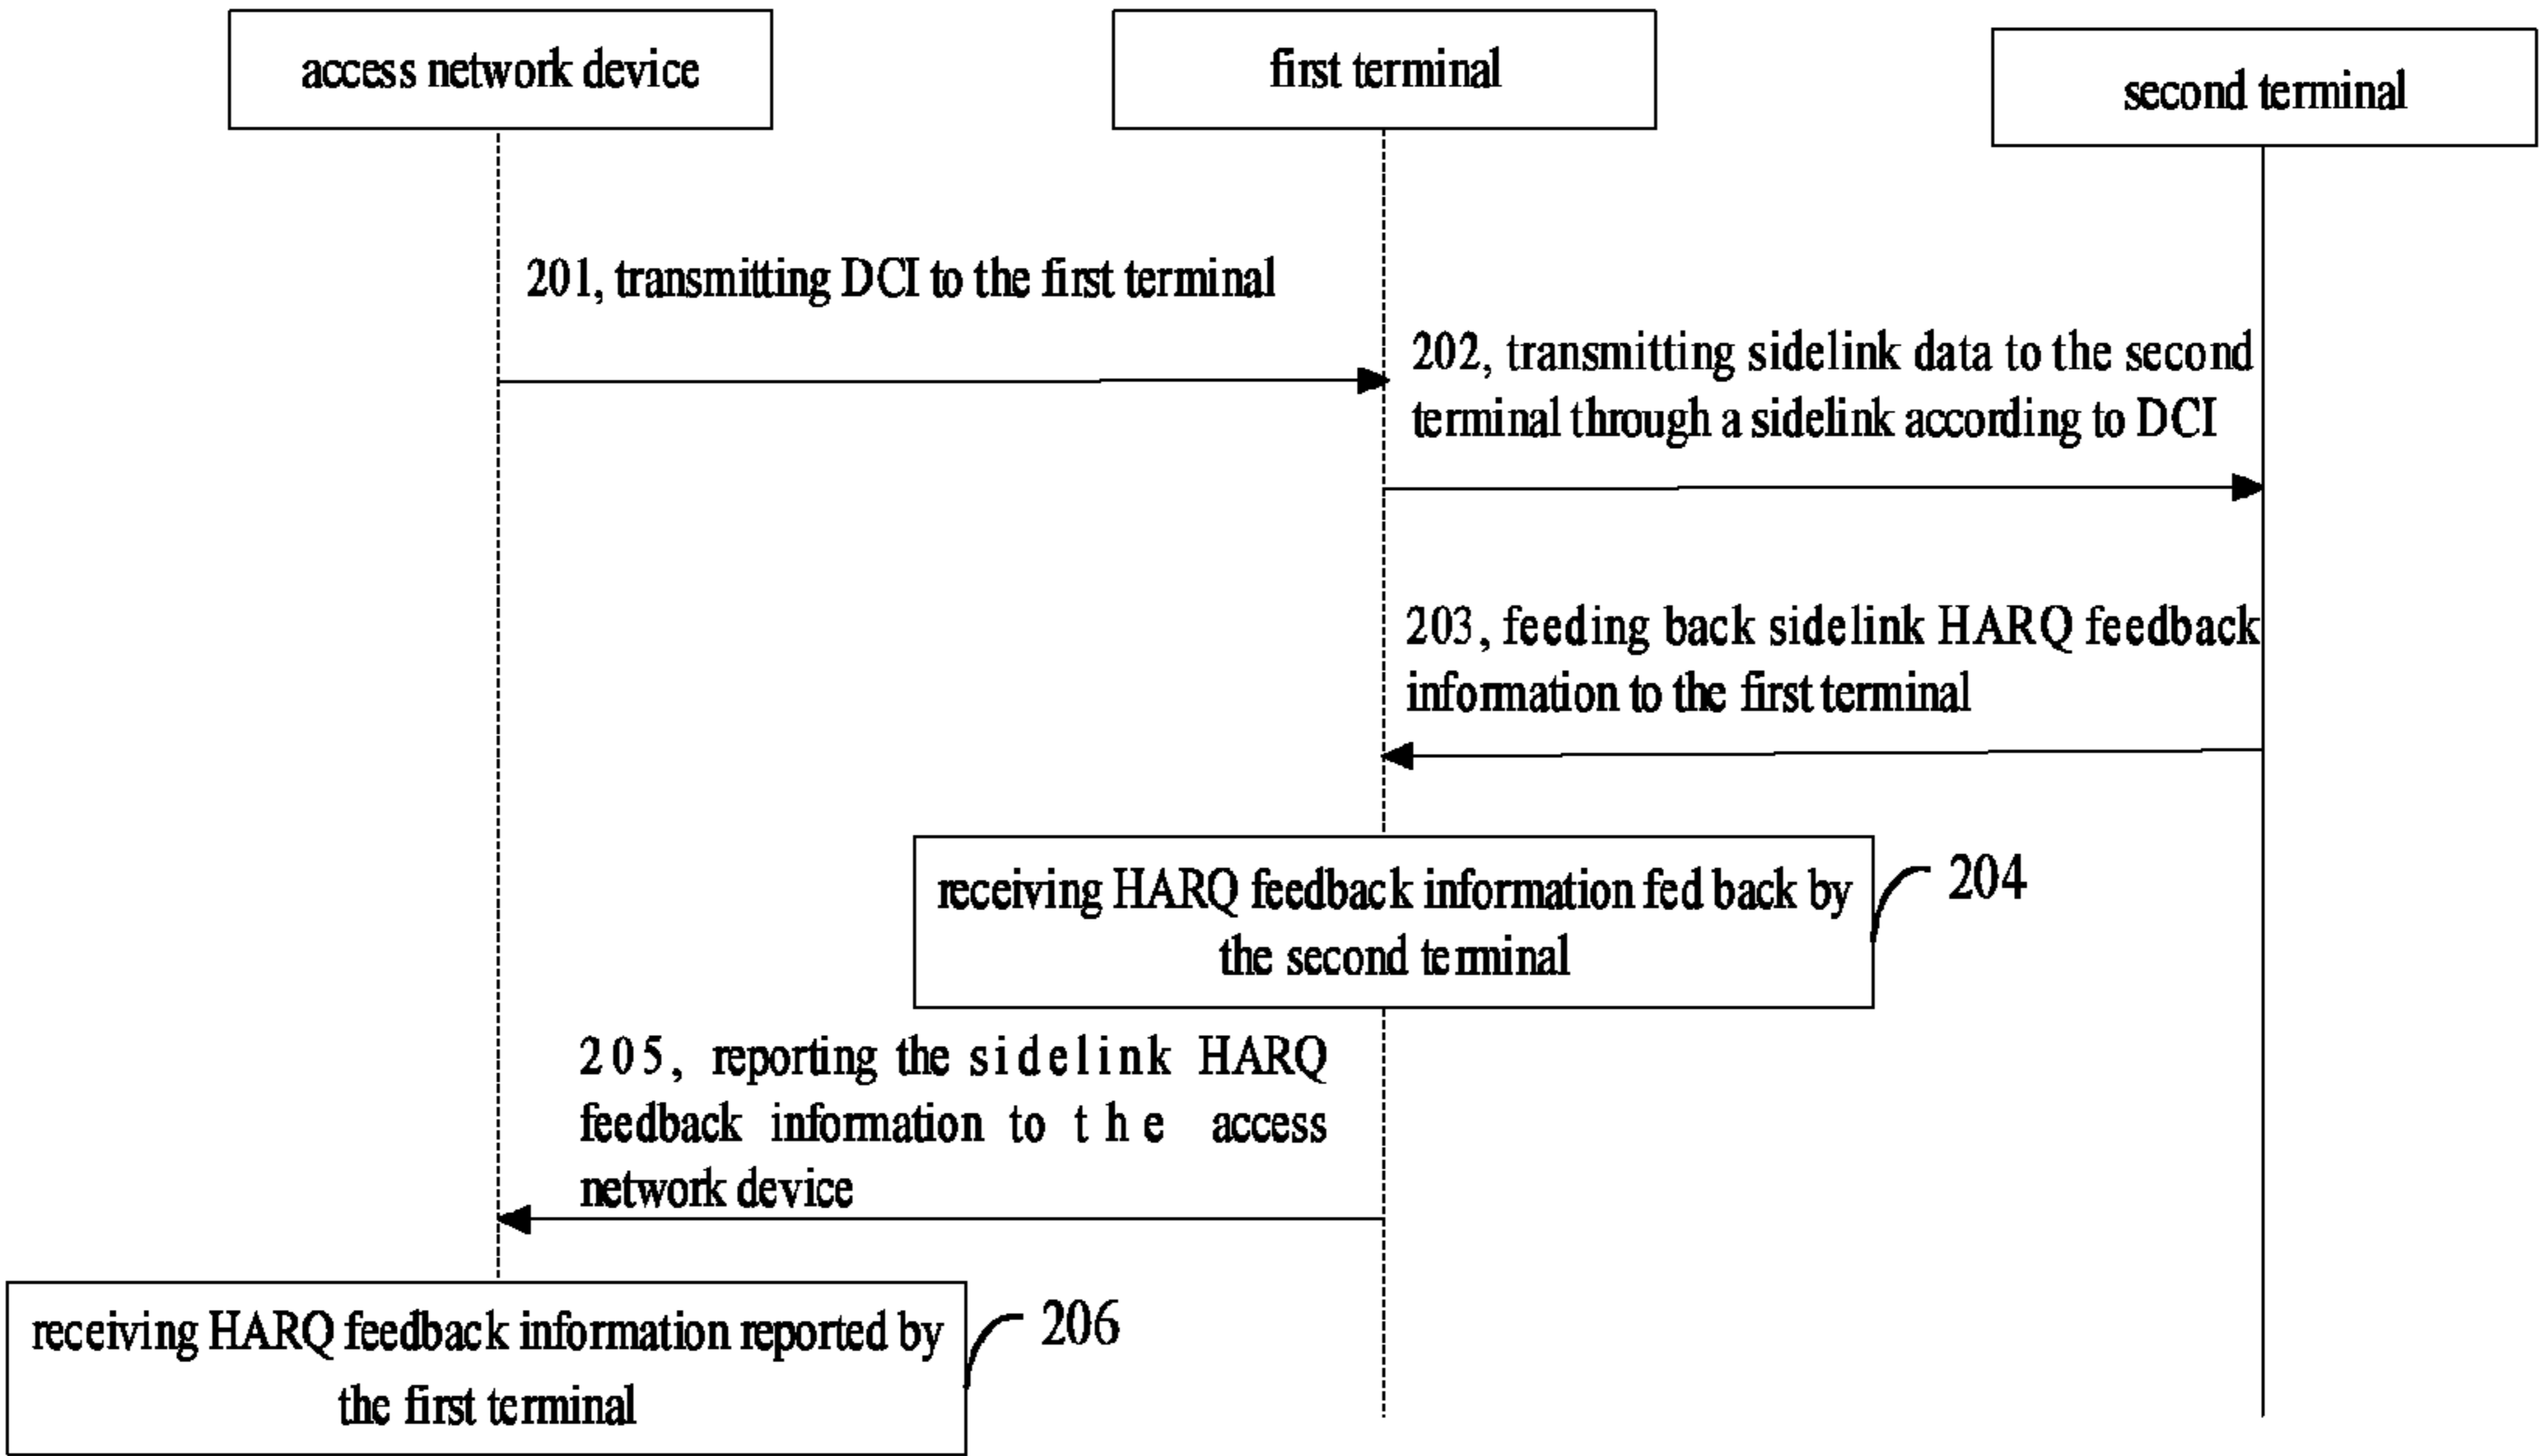 access network device
first terminal
second terminal
201, transmitting DCI to the first terminal
202, transmitting sidelink data to the second
terminal through a sidelink according to DCI
203, feeding back sidelink HARQ feedback
information to the first terminal
receiving HARQ feedback information fed back by
the second terminal
204
205, reporting the sidelink HARQ
feedback information to the access
network device
receiving HARQ feedback information reported by
the first terminal
206